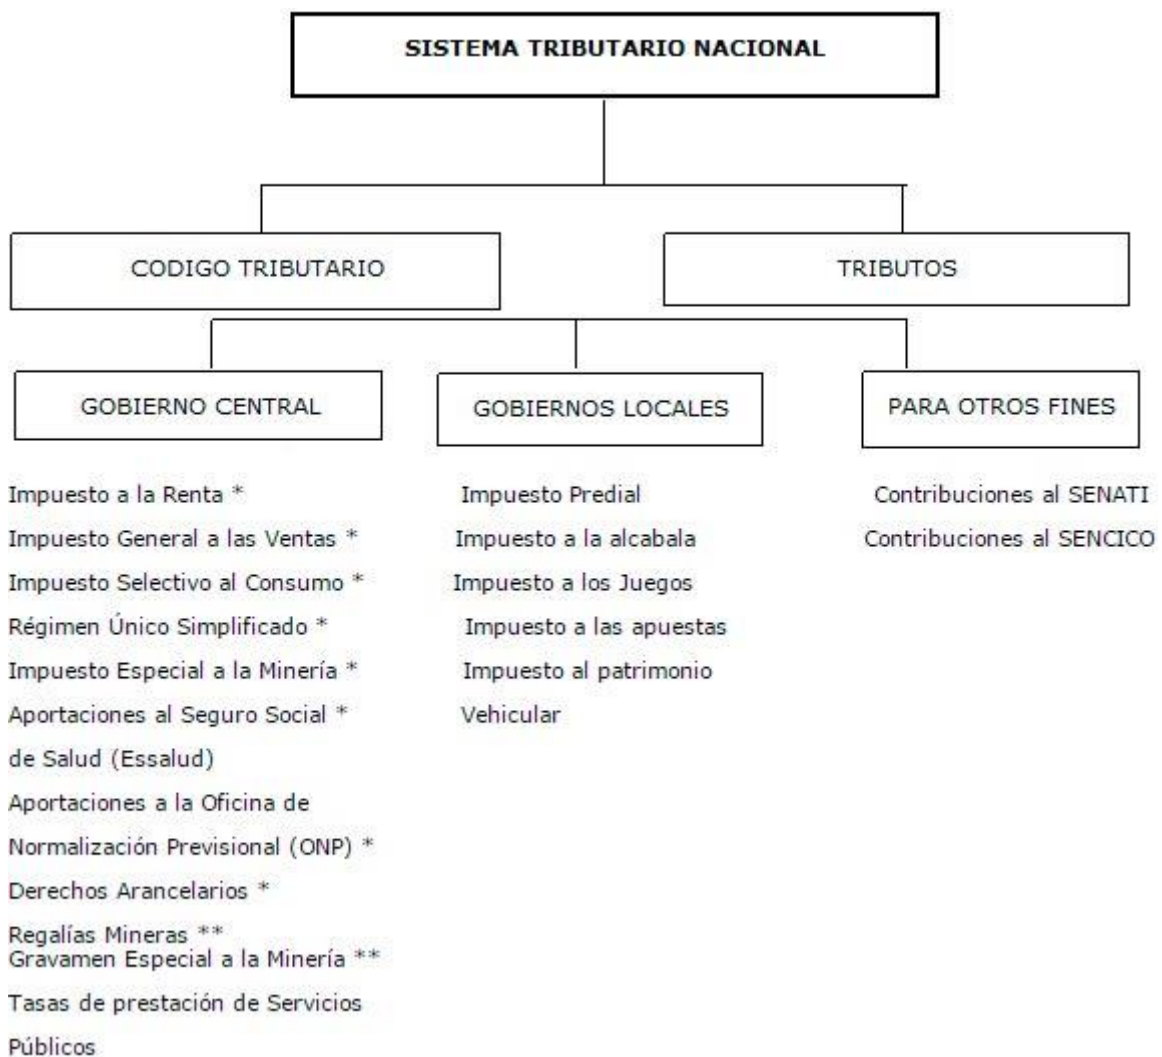 SISTEMA TRIBUTARIO NACIONAL
CODIGO TRIBUTARIO
TRIBUTOS
GOBIERNO CENTRAL
GOBIERNOS LOCALES
PARA OTROS FINES
Impuesto a la Renta *
Impuesto General a las Ventas *
Impuesto Selectivo al Consumo *
Régimen Único Simplificado *
Impuesto Especial a la Minería *
Aportaciones al Seguro Social *
de Salud (Essalud)
Aportaciones a la Oficina de
Normalización Previsional (ONP) *
Derechos Arancelarios *
Regalías Mineras **
Gravamen Especial a la Minería **
Tasas de prestación de Servicios
Públicos
Impuesto Predial
Impuesto a la alcabala
Impuesto a los Juegos
Impuesto a las apuestas
Impuesto al patrimonio
Vehicular
Contribuciones al SENATI
Contribuciones al SENCICO